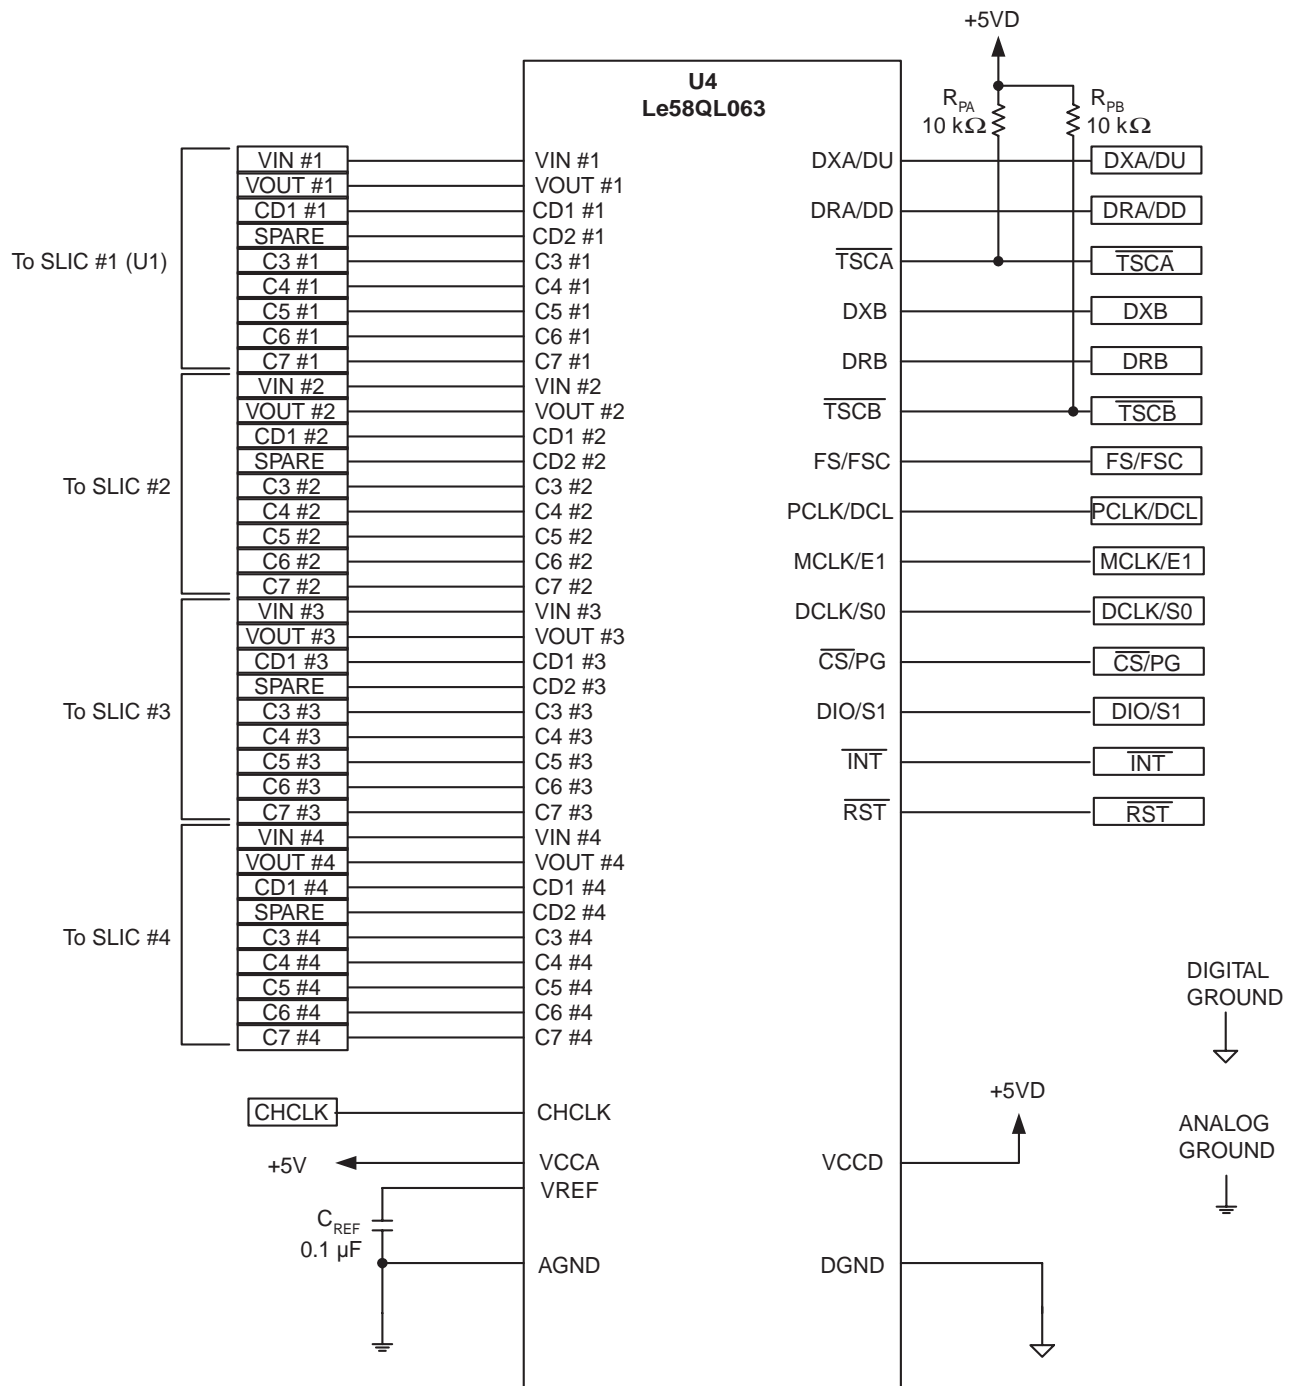 +5VD
U4
Le58QL063
R_PA
10 kΩ
R_PB
10 kΩ
To SLIC #1 (U1)
VIN #1 VIN #1
VOUT #1 VOUT #1
CD1 #1 CD1 #1
SPARE CD2 #1
C3 #1 C3 #1
C4 #1 C4 #1
C5 #1 C5 #1
C6 #1 C6 #1
C7 #1 C7 #1
To SLIC #2
VIN #2 VIN #2
VOUT #2 VOUT #2
CD1 #2 CD1 #2
SPARE CD2 #2
C3 #2 C3 #2
C4 #2 C4 #2
C5 #2 C5 #2
C6 #2 C6 #2
C7 #2 C7 #2
To SLIC #3
VIN #3 VIN #3
VOUT #3 VOUT #3
CD1 #3 CD1 #3
SPARE CD2 #3
C3 #3 C3 #3
C4 #3 C4 #3
C5 #3 C5 #3
C6 #3 C6 #3
C7 #3 C7 #3
To SLIC #4
VIN #4 VIN #4
VOUT #4 VOUT #4
CD1 #4 CD1 #4
SPARE CD2 #4
C3 #4 C3 #4
C4 #4 C4 #4
C5 #4 C5 #4
C6 #4 C6 #4
C7 #4 C7 #4
CHCLK CHCLK
+5V VCCA
VREF
C_REF
0.1 µF
AGND
DXA/DU DXA/DU
DRA/DD DRA/DD
TSCA TSCA
DXB DXB
DRB DRB
TSCB TSCB
FS/FSC FS/FSC
PCLK/DCL PCLK/DCL
MCLK/E1 MCLK/E1
DCLK/S0 DCLK/S0
CS/PG CS/PG
DIO/S1 DIO/S1
INT INT
RST RST
DIGITAL
GROUND
+5VD
VCCD
ANALOG
GROUND
DGND